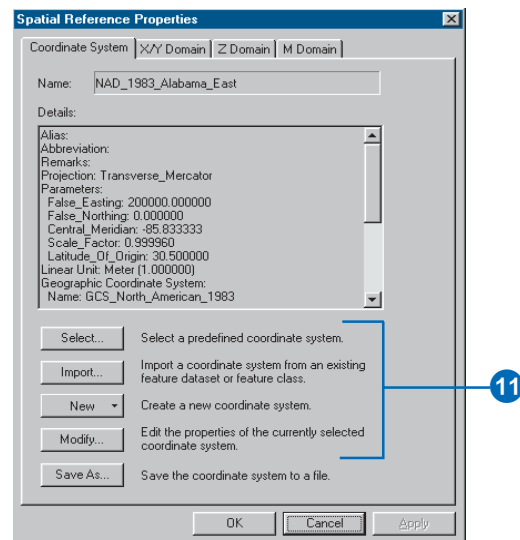 Spatial Reference Properties
Coordinate System X/Y Domain Z Domain M Domain
Name: NAD_1983_Alabama_East
Details:
Alias:
Abbreviation:
Remarks:
Projection: Transverse_Mercator
Parameters:
False_Easting: 200000.000000
False_Northing: 0.000000
Central_Meridian: -85.833333
Scale_Factor: 0.999960
Latitude_Of_Origin: 30.500000
Linear Unit: Meter (1.000000)
Geographic Coordinate System:
Name: GCS_North_American_1983
Select... Select a predefined coordinate system.
Import... Import a coordinate system from an existing
feature dataset or feature class.
11
New Create a new coordinate system.
Modify... Edit the properties of the currently selected
coordinate system.
Save As... Save the coordinate system to a file.
OK Cancel Apply